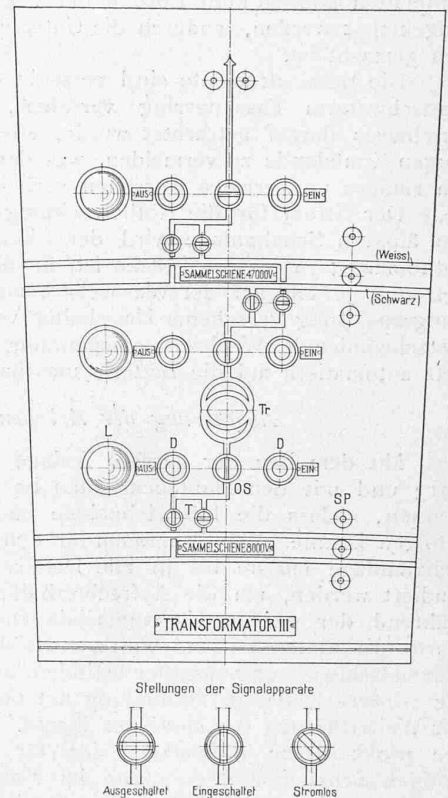 AUS EIN
(Weiss)
SAMMELSCHIENE 47000V
(Schwarz)
AUS EIN
Tr
L D D
AUS EIN
OS
T SP
SAMMELSCHIENE 8000V
TRANSFORMATOR III
Stellungen der Signalapparate
Ausgeschaltet Eingeschaltet Stromlos